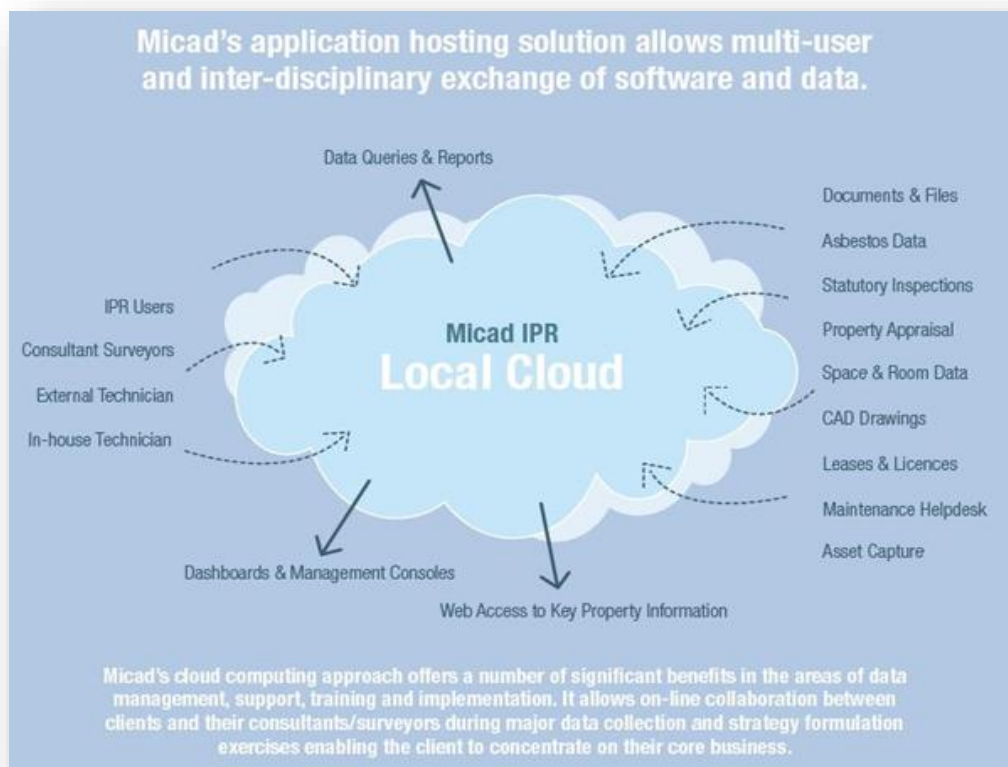 Micad's application hosting solution allows multi-user
and inter-disciplinary exchange of software and data.
Data Queries & Reports
IPR Users
Consultant Surveyors
External Technician
In-house Technician
Micad IPR
Local Cloud
Documents & Files
Asbestos Data
Statutory Inspections
Property Appraisal
Space & Room Data
CAD Drawings
Leases & Licences
Maintenance Helpdesk
Asset Capture
Dashboards & Management Consoles
Web Access to Key Property Information
Micad's cloud computing approach offers a number of significant benefits in the areas of data
management, support, training and implementation. It allows on-line collaboration between
clients and their consultants/surveyors during major data collection and strategy formulation
exercises enabling the client to concentrate on their core business.